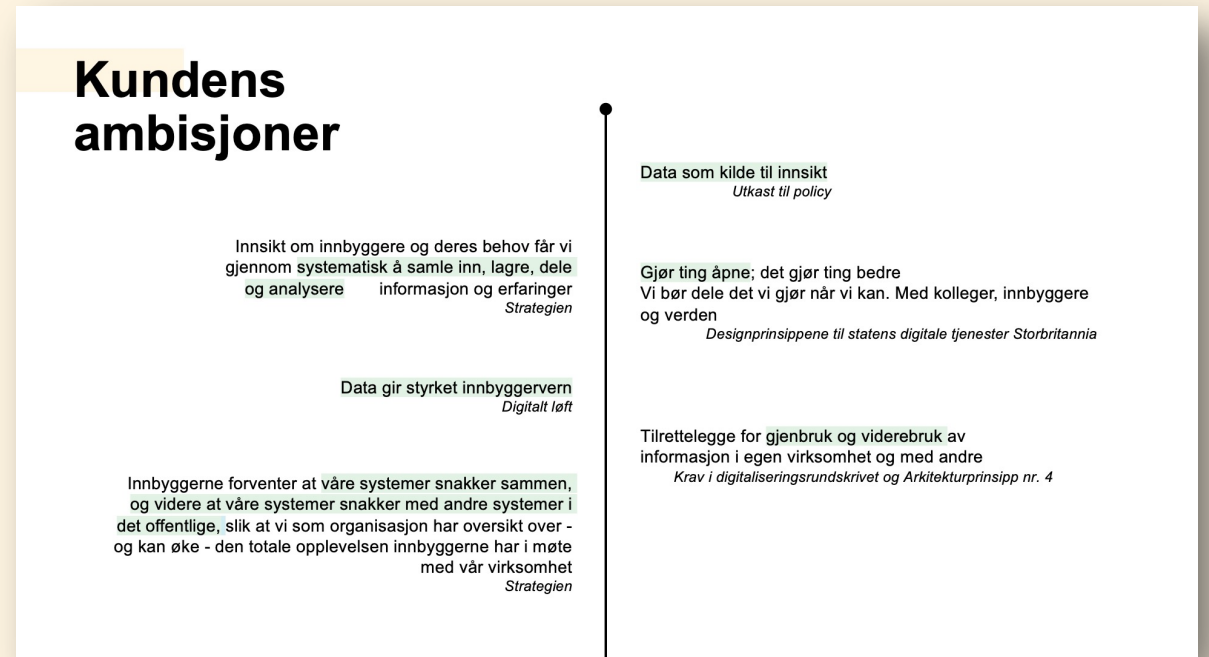 Kundens
ambisjoner
Data som kilde til innsikt
Utkast til policy
Innsikt om innbyggere og deres behov får vi
gjennom systematisk å samle inn, lagre, dele
og analysere informasjon og erfaringer
Strategien
Gjør ting åpne; det gjør ting bedre
Vi bør dele det vi gjør når vi kan. Med kolleger, innbyggere
og verden
Designprinsippene til statens digitale tjenester Storbritannia
Data gir styrket innbyggervern
Digitalt løft
Tilrettelegge for gjenbruk og viderebruk av
informasjon i egen virksomhet og med andre
Krav i digitaliseringsrundskrivet og Arkitekturprinsipp nr. 4
Innbyggerne forventer at våre systemer snakker sammen,
og videre at våre systemer snakker med andre systemer i
det offentlige, slik at vi som organisasjon har oversikt over -
og kan øke - den totale opplevelsen innbyggerne har i møte
med vår virksomhet
Strategien